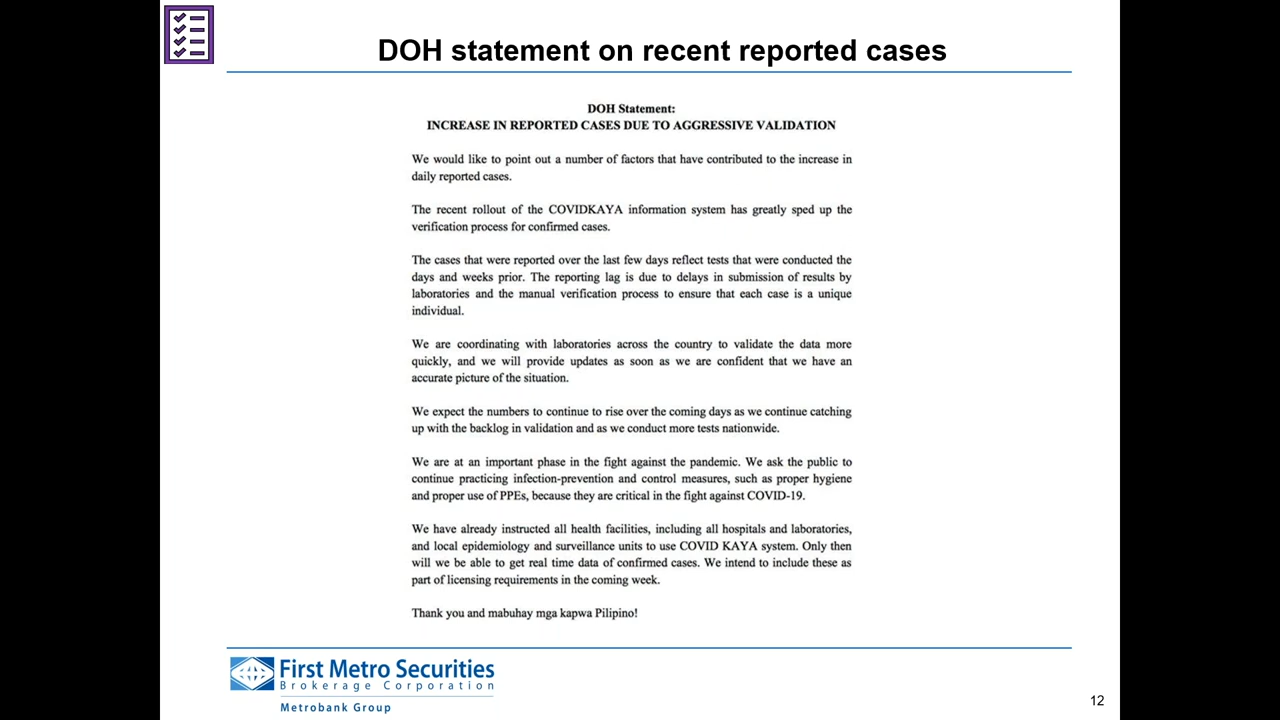 DOH statement on recent reported cases
DOH Statement:
INCREASE IN REPORTED CASES DUE TO AGGRESSIVE VALIDATION
We would like to point out a number of factors that have contributed to the increase in
daily reported cases.
The recent rollout of the COVIDKAYA information system has greatly sped up the
verification process for confirmed cases.
The cases that were reported over the last few days reflect tests that were conducted the
days and weeks prior. The reporting lag is due to delays in submission of results by
laboratories and the manual verification process to ensure that each case is a unique
individual.
We are coordinating with laboratories across the country to validate the data more
quickly, and we will provide updates as soon as we are confident that we have an
accurate picture of the situation.
We expect the numbers to continue to rise over the coming days as we continue catching
up with the backlog in validation and as we conduct more tests nationwide.
We are at an important phase in the fight against the pandemic. We ask the public to
continue practicing infection-prevention and control measures, such as proper hygiene
and proper use of PPEs, because they are critical in the fight against COVID-19.
We have already instructed all health facilities, including all hospitals and laboratories,
and local epidemiology and surveillance units to use COVID KAYA system. Only then
will we be able to get real time data of confirmed cases. We intend to include these as
part of licensing requirements in the coming week.
Thank you and mabuhay mga kapwa Pilipino!
First Metro Securities
Brokerage Corporation
Metrobank Group
12